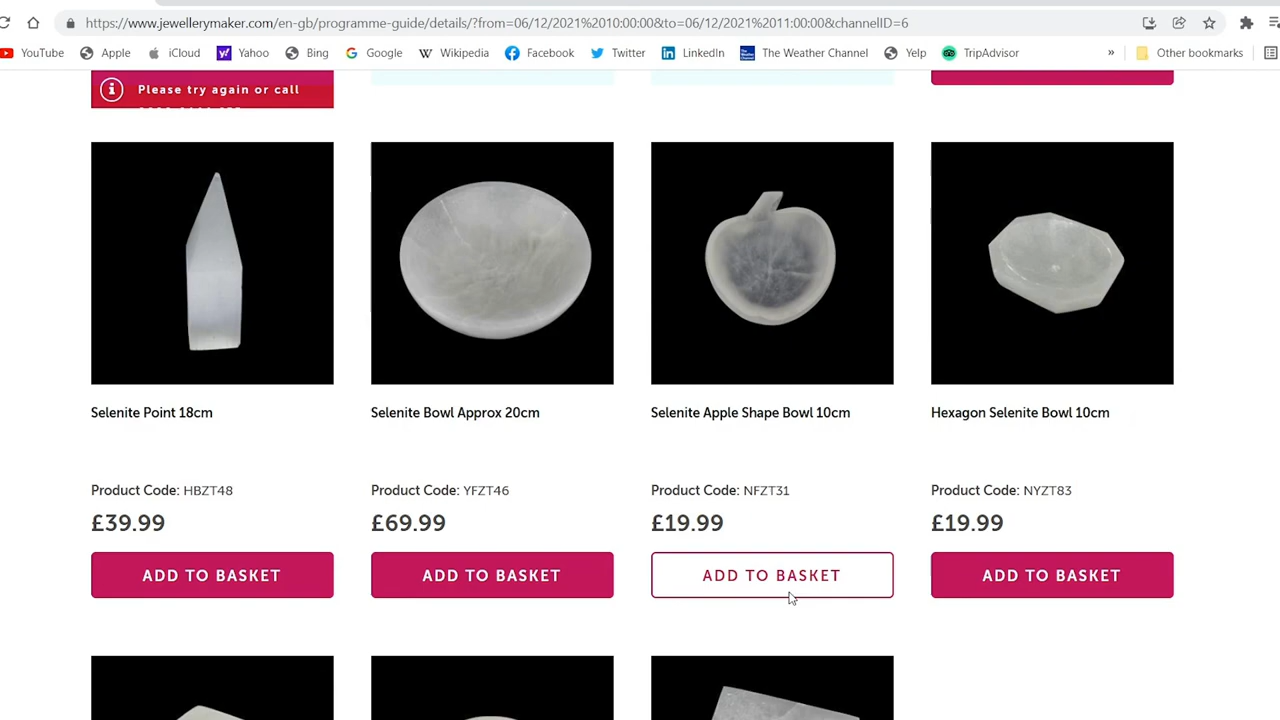 https://www.jewellerymaker.com/en-gb/programme-guide/details/?from=06/12/2021%2010:00:00&to=06/12/2021%2011:00:00&channelID=6
YouTube Apple iCloud Yahoo Bing Google Wikipedia Facebook Twitter LinkedIn The Weather Channel Yelp TripAdvisor » Other bookmarks
Please try again or call
Selenite Point 18cm
Selenite Bowl Approx 20cm
Selenite Apple Shape Bowl 10cm
Hexagon Selenite Bowl 10cm
Product Code: HBZT48
Product Code: YFZT46
Product Code: NFZT31
Product Code: NYZT83
£39.99
£69.99
£19.99
£19.99
ADD TO BASKET
ADD TO BASKET
ADD TO BASKET
ADD TO BASKET